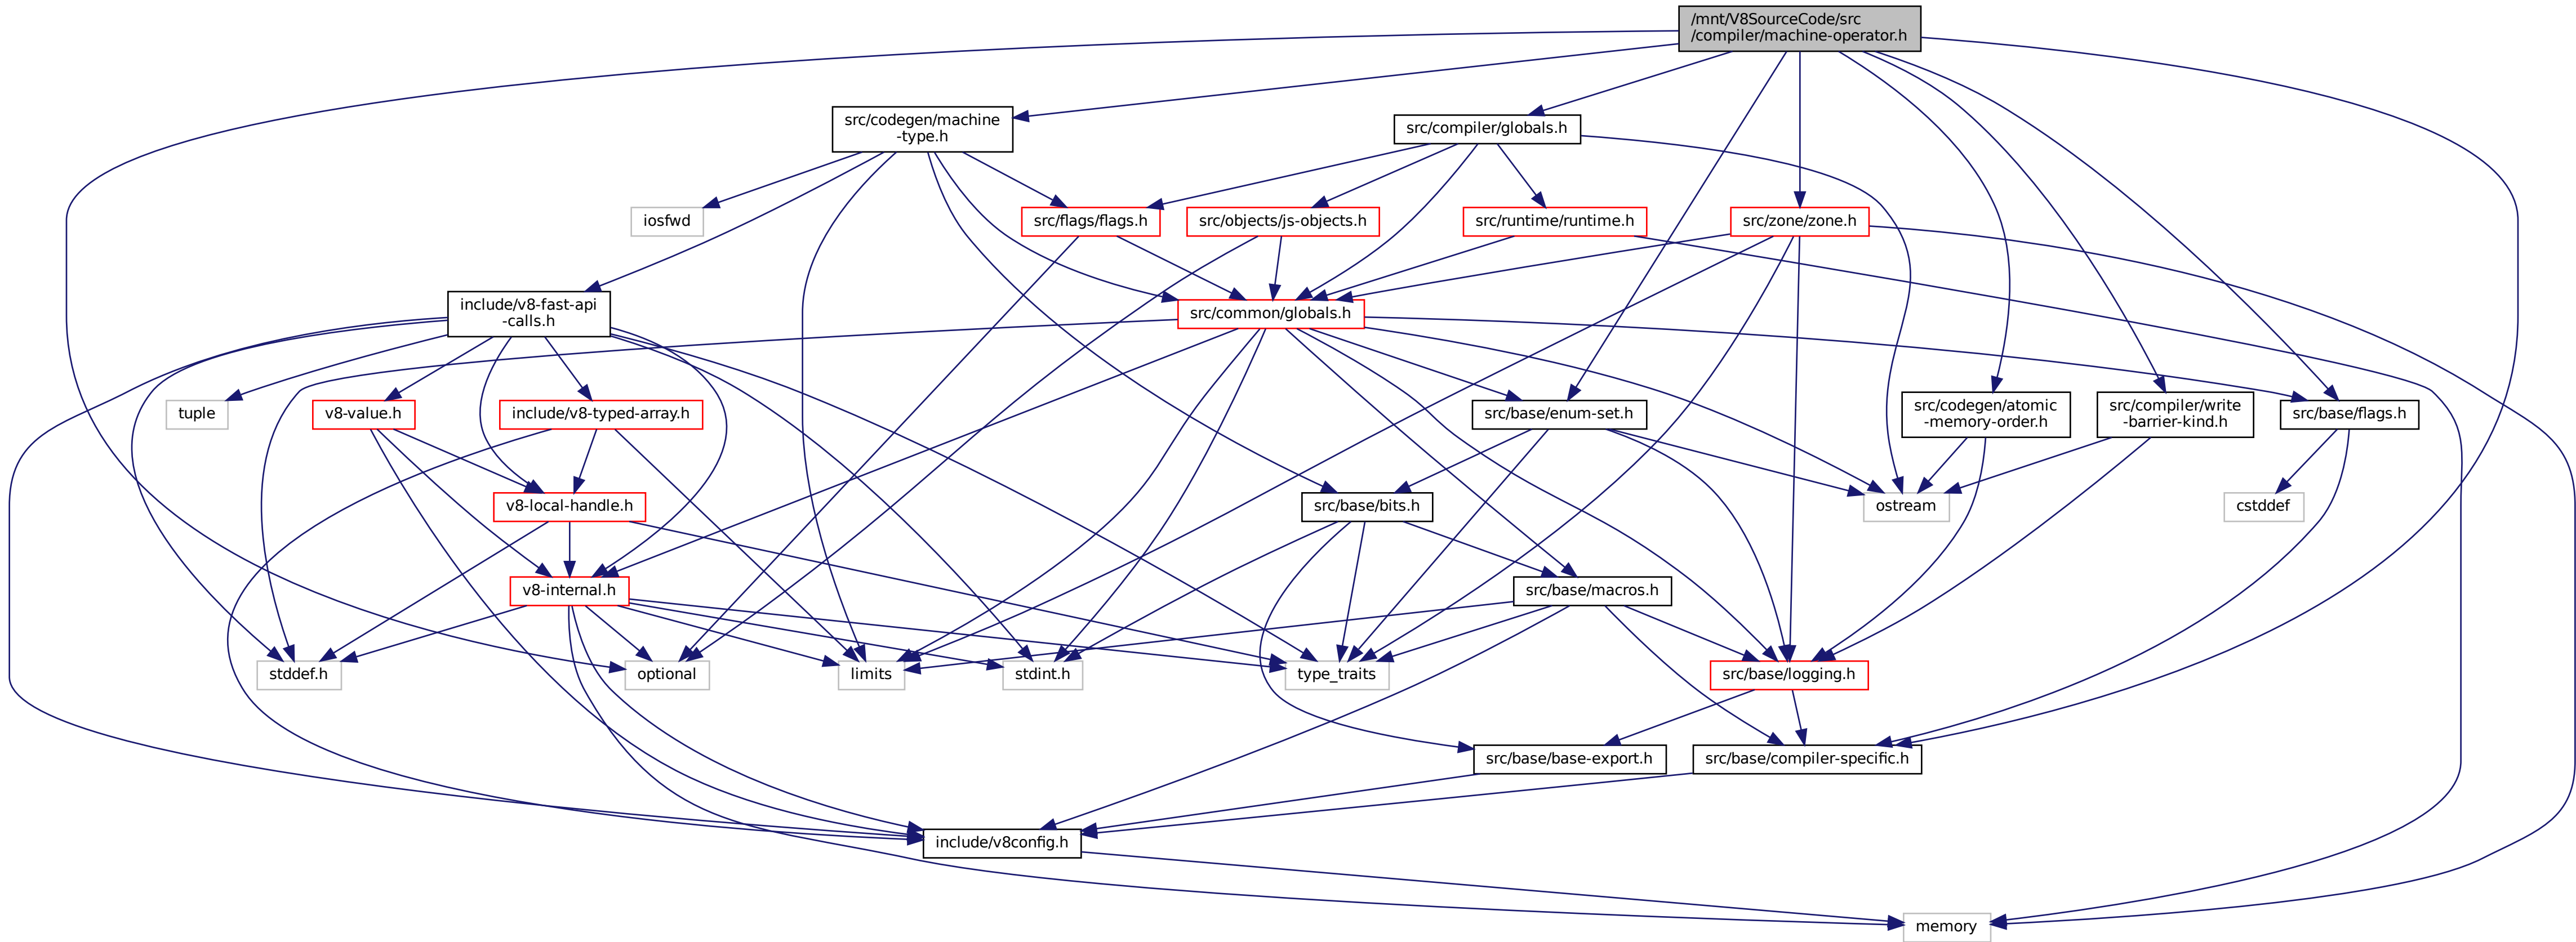 /mnt/V8SourceCode/src
/compiler/machine-operator.h
src/codegen/machine
-type.h
src/compiler/globals.h
iosfwd
src/flags/flags.h
src/objects/js-objects.h
src/runtime/runtime.h
src/zone/zone.h
include/v8-fast-api
-calls.h
src/common/globals.h
tuple
v8-value.h
include/v8-typed-array.h
src/base/enum-set.h
src/codegen/atomic
-memory-order.h
src/compiler/write
-barrier-kind.h
src/base/flags.h
v8-local-handle.h
src/base/bits.h
ostream
cstddef
v8-internal.h
src/base/macros.h
stddef.h
optional
limits
stdint.h
type_traits
src/base/logging.h
src/base/base-export.h
src/base/compiler-specific.h
include/v8config.h
memory